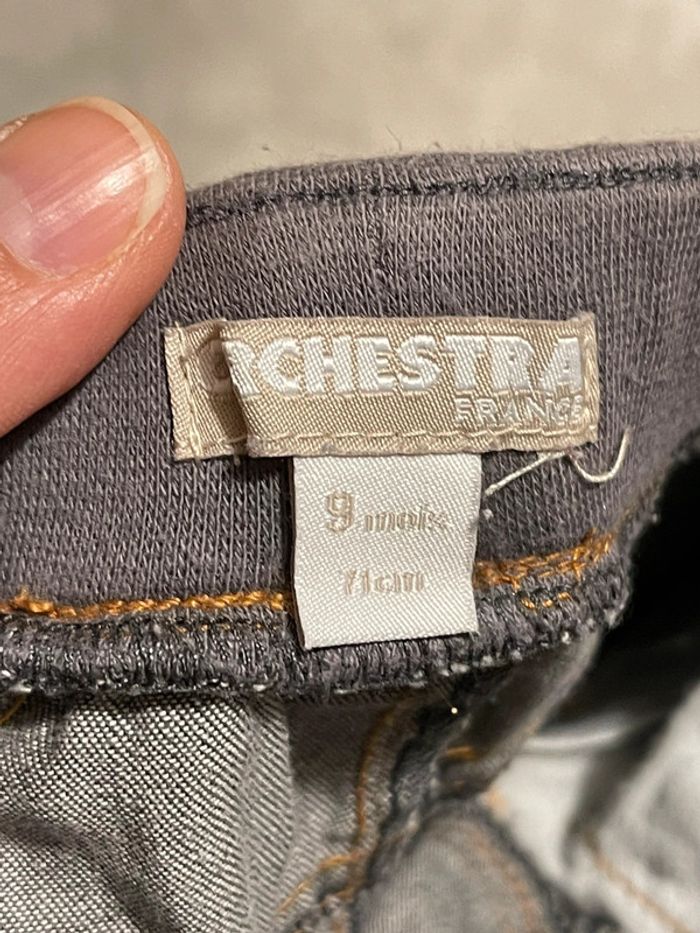 ORCHESTRA
FRANCE
9 mois
71cm